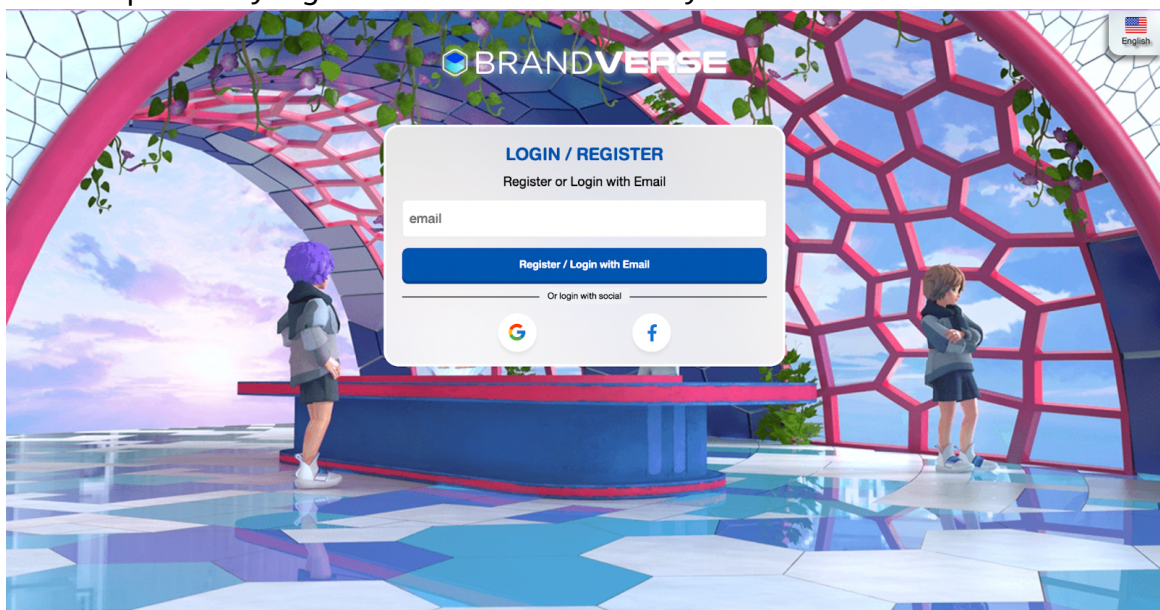 English
BRANDVERSE
LOGIN / REGISTER
Register or Login with Email
email
Register / Login with Email
Or login with social
G
f